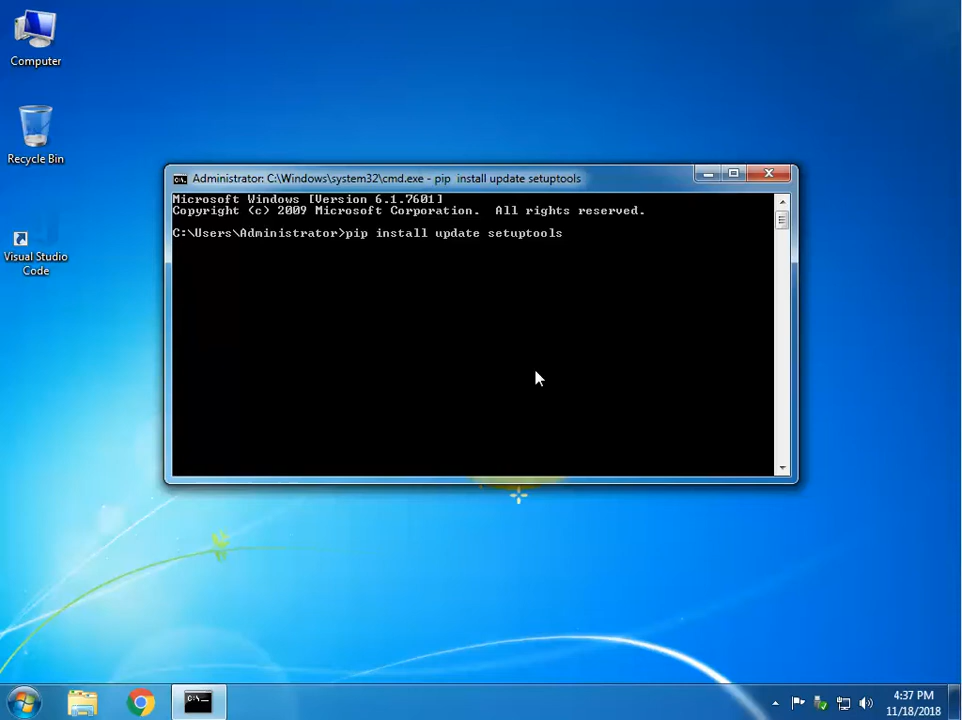 Computer
Recycle Bin
Visual Studio
Code
Administrator: C:\Windows\system32\cmd.exe - pip  install update setuptools
C:\.
Microsoft Windows [Version 6.1.7601]
Copyright (c) 2009 Microsoft Corporation.  All rights reserved.
C:\Users\Administrator>pip install update setuptools
C:\.
4:37 PM
11/18/2018